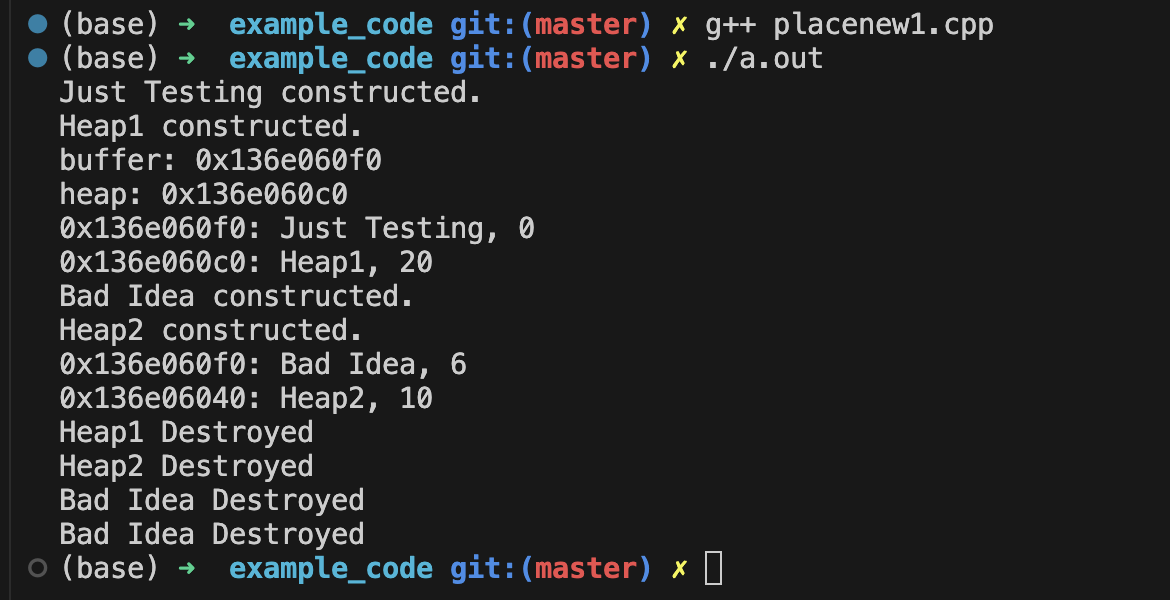 (base) ➜ example_code git:(master) ✗ g++ placenew1.cpp
(base) ➜ example_code git:(master) ✗ ./a.out
Just Testing constructed.
Heap1 constructed.
buffer: 0x136e060f0
heap: 0x136e060c0
0x136e060f0: Just Testing, 0
0x136e060c0: Heap1, 20
Bad Idea constructed.
Heap2 constructed.
0x136e060f0: Bad Idea, 6
0x136e06040: Heap2, 10
Heap1 Destroyed
Heap2 Destroyed
Bad Idea Destroyed
Bad Idea Destroyed
(base) ➜ example_code git:(master) ✗